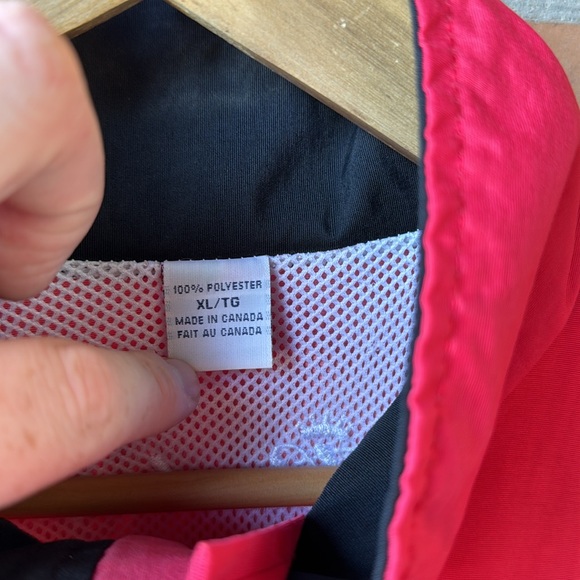 100% POLYESTER
XL/TG
MADE IN CANADA
FAIT AU CANADA